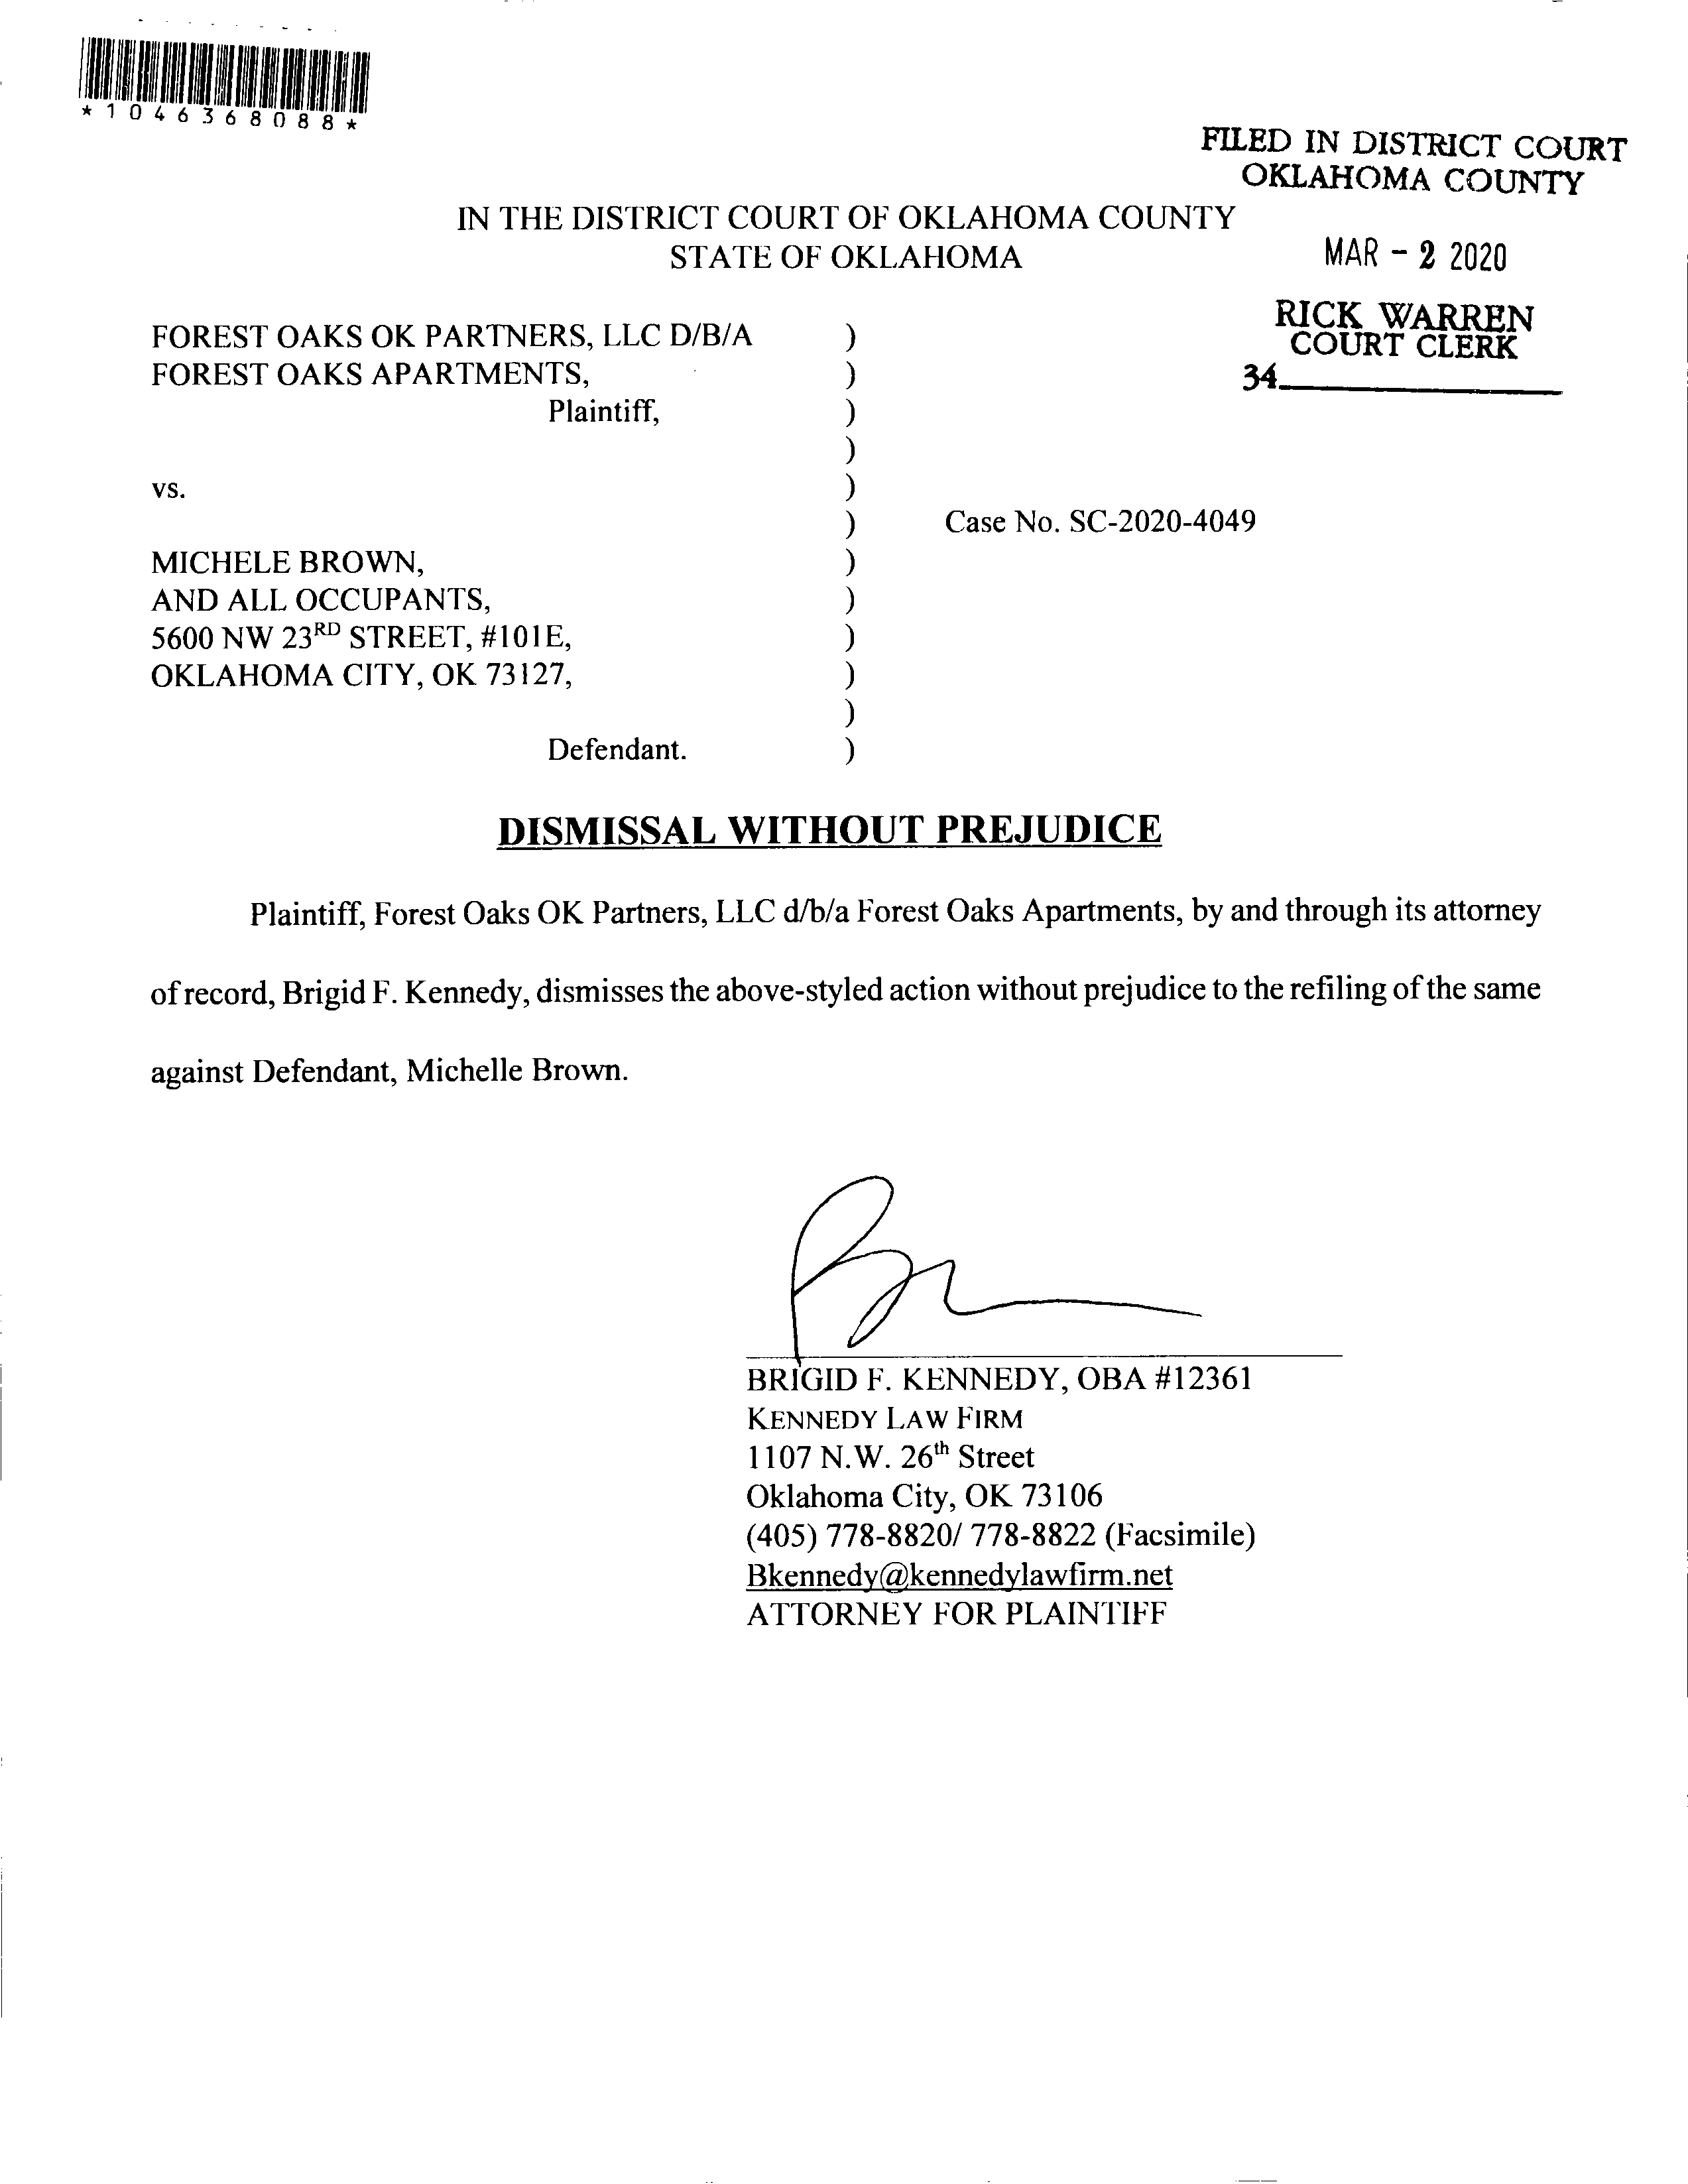 *1046368088*
FILED IN DISTRICT COURT
OKLAHOMA COUNTY
IN THE DISTRICT COURT OF OKLAHOMA COUNTY
STATE OF OKLAHOMA
MAR - 2 2020
RICK WARREN
COURT CLERK
34
FOREST OAKS OK PARTNERS, LLC D/B/A )
FOREST OAKS APARTMENTS, )
Plaintiff, )
)
vs. )
) Case No. SC-2020-4049
MICHELE BROWN, )
AND ALL OCCUPANTS, )
5600 NW 23RD STREET, #101E, )
OKLAHOMA CITY, OK 73127, )
)
Defendant. )
DISMISSAL WITHOUT PREJUDICE
Plaintiff, Forest Oaks OK Partners, LLC d/b/a Forest Oaks Apartments, by and through its attorney
of record, Brigid F. Kennedy, dismisses the above-styled action without prejudice to the refiling of the same
against Defendant, Michelle Brown.
BRIGID F. KENNEDY, OBA #12361
KENNEDY LAW FIRM
1107 N.W. 26th Street
Oklahoma City, OK 73106
(405) 778-8820/ 778-8822 (Facsimile)
Bkennedy@kennedylawfirm.net
ATTORNEY FOR PLAINTIFF